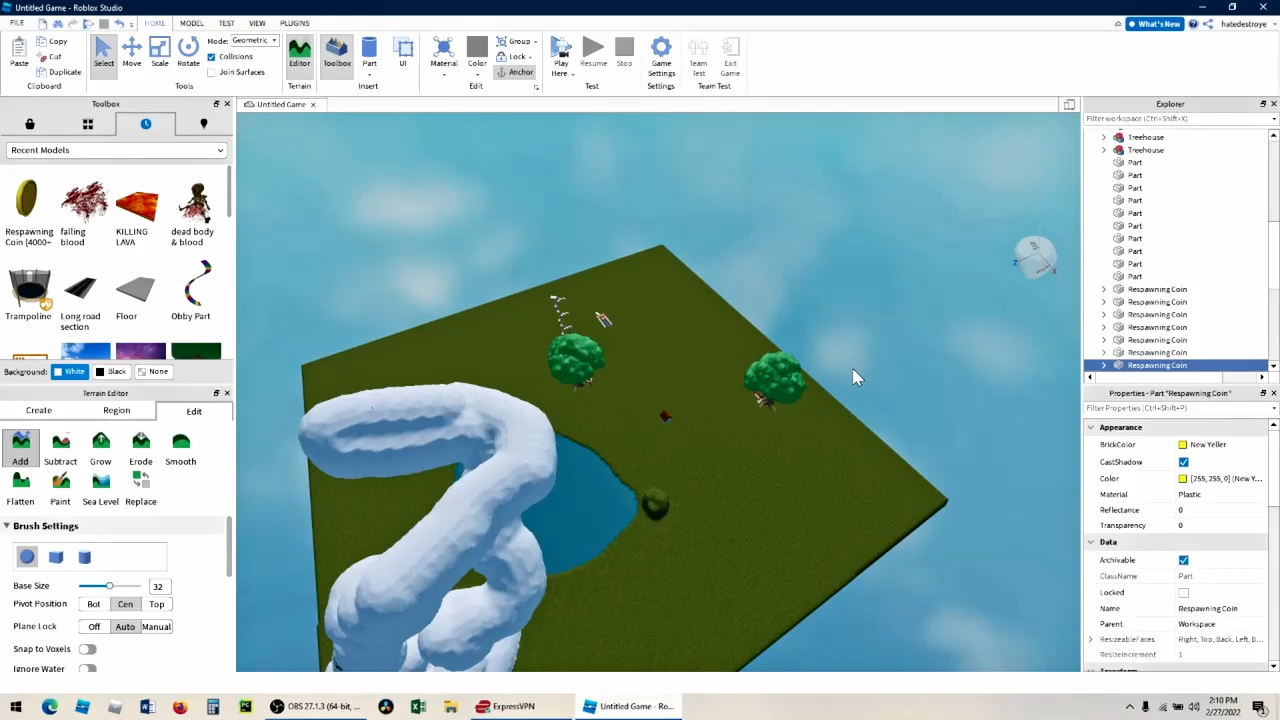 Untitled Game - Roblox Studio
FILE HOME MODEL TEST VIEW PLUGINS What's New hatedestroye
Paste Copy Cut Duplicate Clipboard
Select Move Scale Rotate Mode: Geometric Collisions Join Surfaces Tools
Editor Terrain
Toolbox Part UI Insert
Material Color Group Lock Anchor Edit
Play Here Resume Stop Test
Game Settings Settings
Team Test Exit Game Team Test
Toolbox
Recent Models
Respawning Coin [4000+
falling blood
KILLING LAVA
dead body & blood
Trampoline
Long road section
Floor
Obby Part
Background: White Black None
Terrain Editor
Create Region Edit
Add Subtract Grow Erode Smooth
Flatten Paint Sea Level Replace
Brush Settings
Base Size 32
Pivot Position Bot Cen Top
Plane Lock Off Auto Manual
Snap to Voxels
Ignore Water
Untitled Game
Explorer
Filter workspace (Ctrl+Shift+X)
Treehouse
Treehouse
Part
Part
Part
Part
Part
Part
Part
Part
Part
Part
Respawning Coin
Respawning Coin
Respawning Coin
Respawning Coin
Respawning Coin
Respawning Coin
Respawning Coin
Properties - Part "Respawning Coin"
Filter Properties (Ctrl+Shift+P)
Appearance
BrickColor New Yeller
CastShadow
Color [255, 255, 0] (New Y...
Material Plastic
Reflectance 0
Transparency 0
Data
Archivable
ClassName Part
Locked
Name Respawning Coin
Parent Workspace
ResizeableFaces Right, Top, Back, Left, B...
ResizeIncrement 1
OBS 27.1.3 (64-bit, ...
ExpressVPN
Untitled Game - Ro...
2:10 PM
2/27/2022